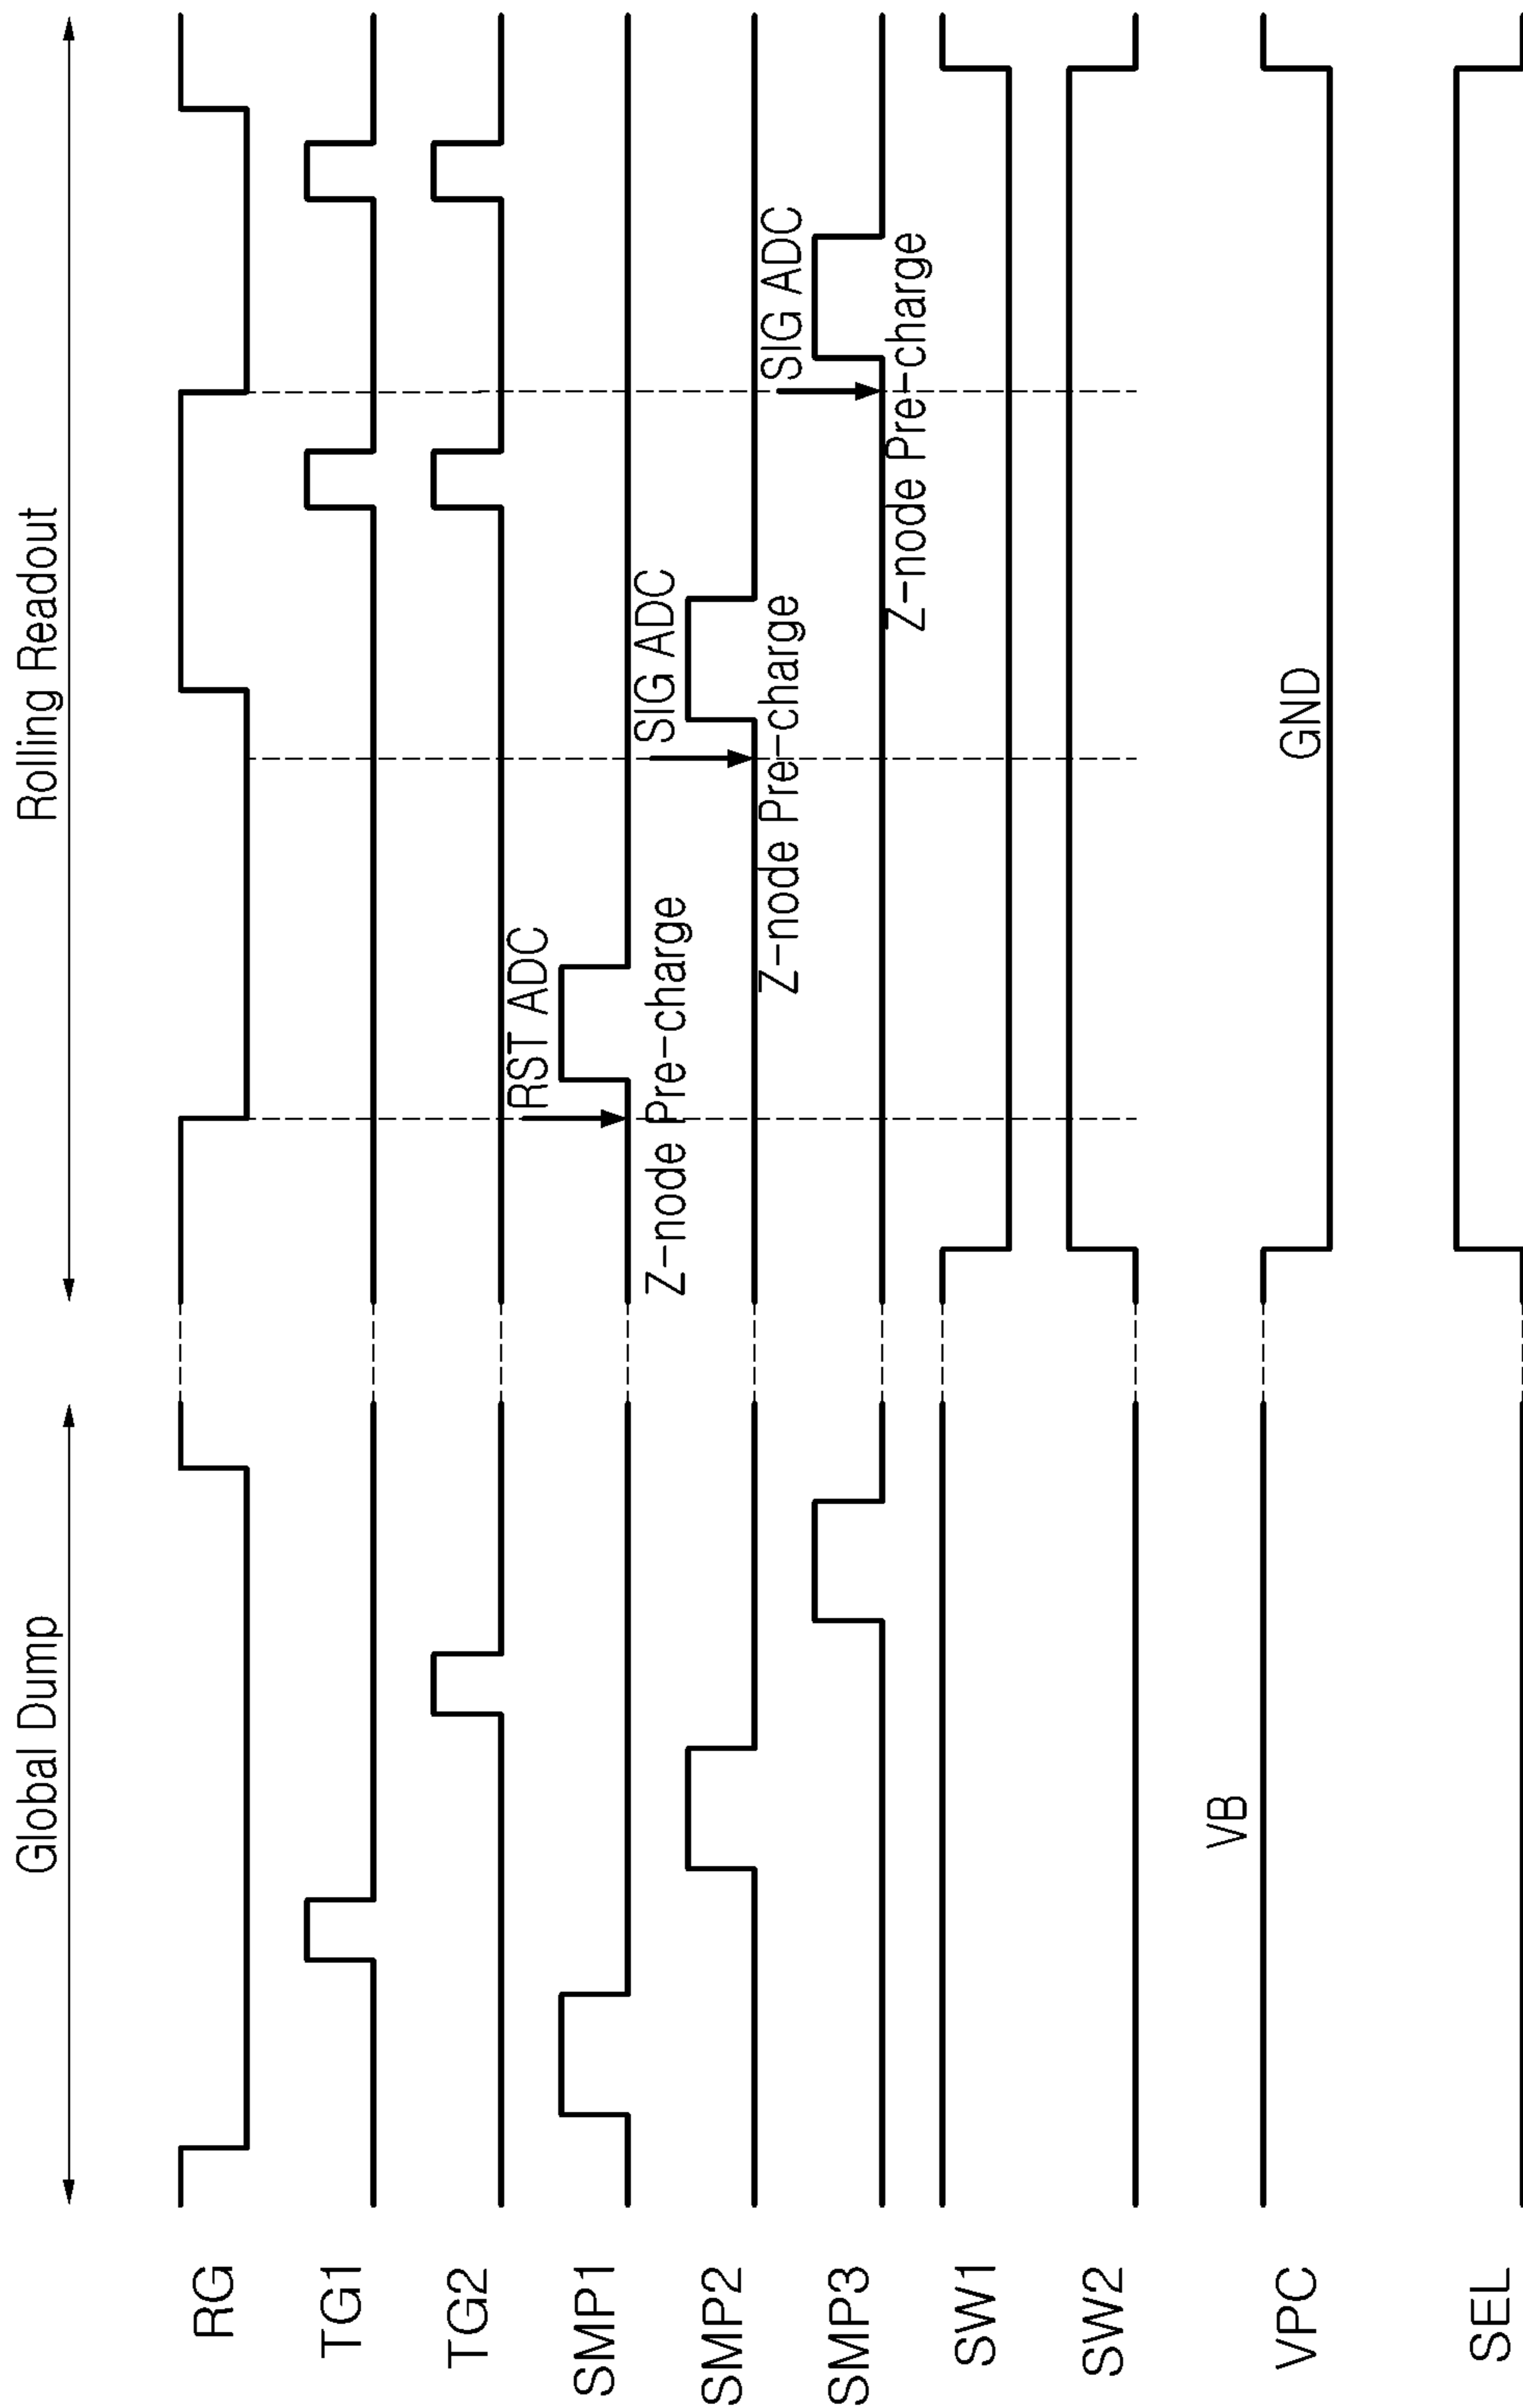 Global Dump
Rolling Readout
RG
TG1
TG2
RST ADC
SMP1
Z-node Pre-charge
SIG ADC
SMP2
Z-node Pre-charge
SIG ADC
SMP3
Z-node Pre-charge
SW1
SW2
VB
VPC
GND
SEL